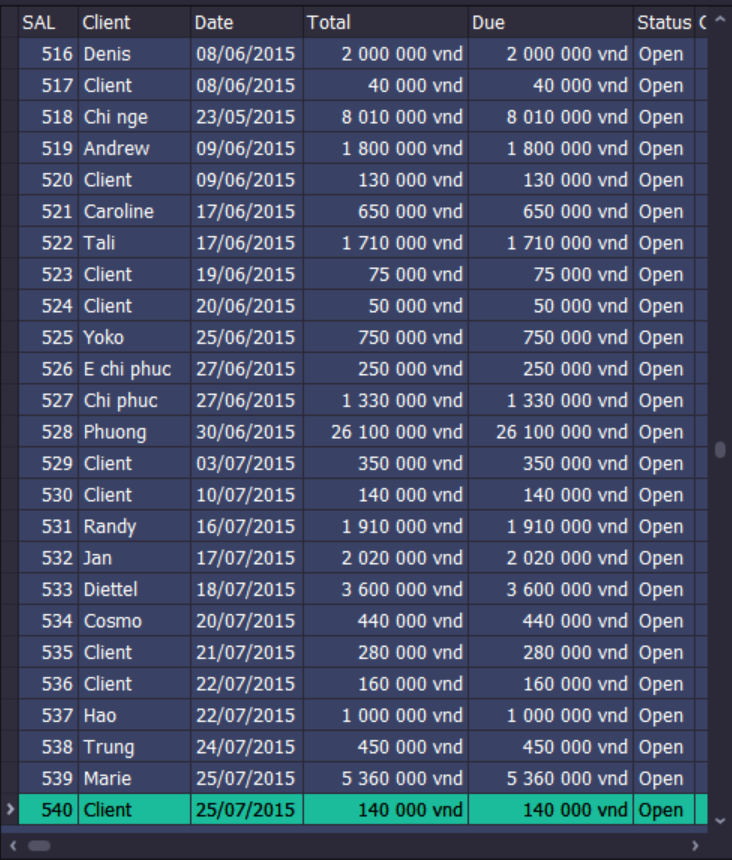 SAL Client Date Total Due Status C
516 Denis 08/06/2015 2 000 000 vnd 2 000 000 vnd Open
517 Client 08/06/2015 40 000 vnd 40 000 vnd Open
518 Chi nge 23/05/2015 8 010 000 vnd 8 010 000 vnd Open
519 Andrew 09/06/2015 1 800 000 vnd 1 800 000 vnd Open
520 Client 09/06/2015 130 000 vnd 130 000 vnd Open
521 Caroline 17/06/2015 650 000 vnd 650 000 vnd Open
522 Tali 17/06/2015 1 710 000 vnd 1 710 000 vnd Open
523 Client 19/06/2015 75 000 vnd 75 000 vnd Open
524 Client 20/06/2015 50 000 vnd 50 000 vnd Open
525 Yoko 25/06/2015 750 000 vnd 750 000 vnd Open
526 E chi phuc 27/06/2015 250 000 vnd 250 000 vnd Open
527 Chi phuc 27/06/2015 1 330 000 vnd 1 330 000 vnd Open
528 Phuong 30/06/2015 26 100 000 vnd 26 100 000 vnd Open
529 Client 03/07/2015 350 000 vnd 350 000 vnd Open
530 Client 10/07/2015 140 000 vnd 140 000 vnd Open
531 Randy 16/07/2015 1 910 000 vnd 1 910 000 vnd Open
532 Jan 17/07/2015 2 020 000 vnd 2 020 000 vnd Open
533 Diettel 18/07/2015 3 600 000 vnd 3 600 000 vnd Open
534 Cosmo 20/07/2015 440 000 vnd 440 000 vnd Open
535 Client 21/07/2015 280 000 vnd 280 000 vnd Open
536 Client 22/07/2015 160 000 vnd 160 000 vnd Open
537 Hao 22/07/2015 1 000 000 vnd 1 000 000 vnd Open
538 Trung 24/07/2015 450 000 vnd 450 000 vnd Open
539 Marie 25/07/2015 5 360 000 vnd 5 360 000 vnd Open
540 Client 25/07/2015 140 000 vnd 140 000 vnd Open